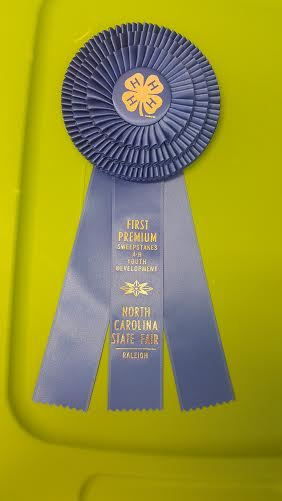 H H
H H
FIRST
PREMIUM
SWEEPSTAKES
4-H
YOUTH
DEVELOPMENT
NORTH
CAROLINA
STATE FAIR
RALEIGH